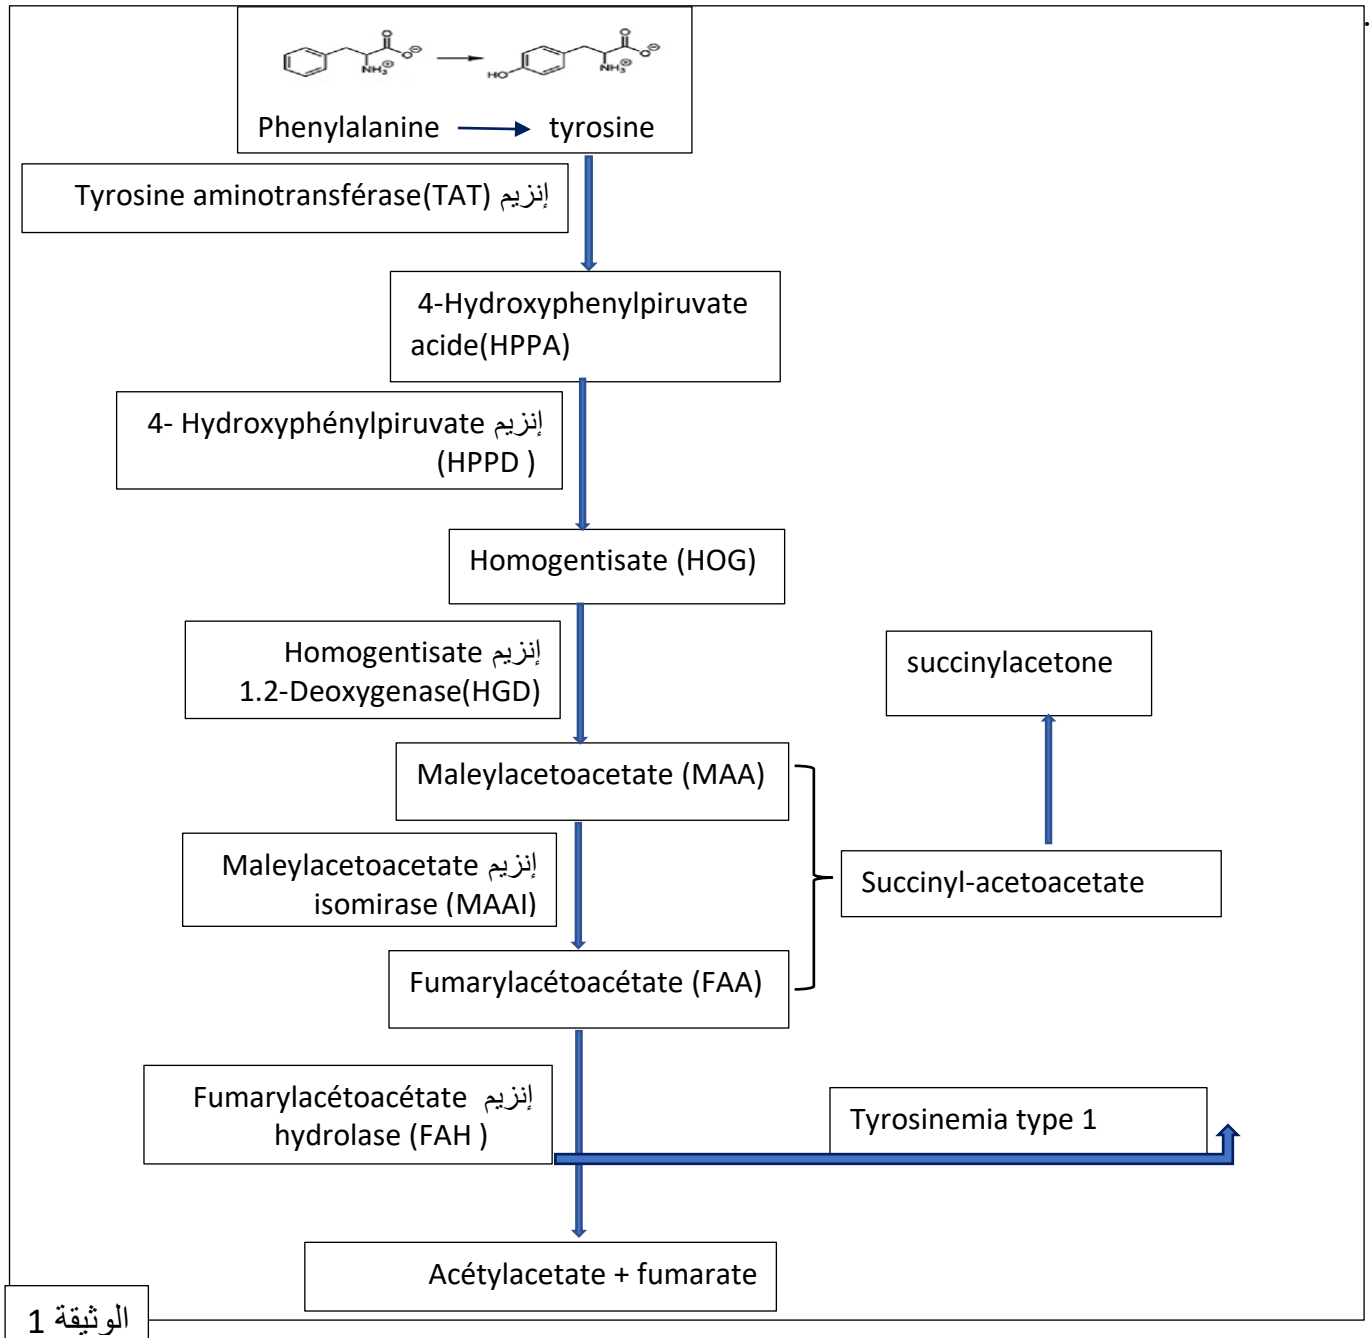 Phenylalanine tyrosine
إنزيم Tyrosine aminotransférase(TAT)
4-Hydroxyphenylpiruvate
acide(HPPA)
إنزيم 4- Hydroxyphénylpiruvate
(HPPD )
Homogentisate (HOG)
إنزيم Homogentisate
1.2-Deoxygenase(HGD)
succinylacetone
Maleylacetoacetate (MAA)
إنزيم Maleylacetoacetate
isomirase (MAAI)
Succinyl-acetoacetate
Fumarylacétoacétate (FAA)
إنزيم Fumarylacétoacétate
hydrolase (FAH )
Tyrosinemia type 1
Acétylacetate + fumarate
الوثيقة 1